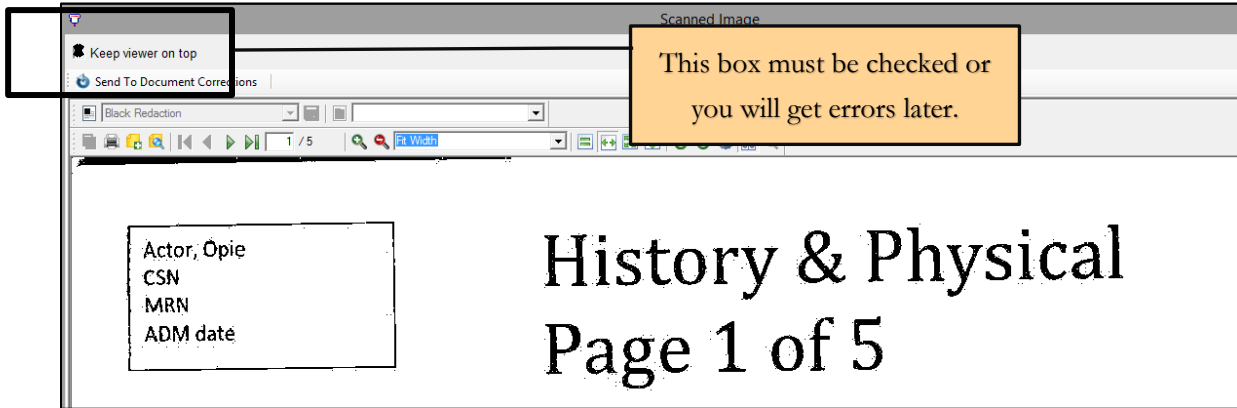 Scanned Image
Keep viewer on top
This box must be checked or
you will get errors later.
Send To Document Corrections
Black Redaction
1 / 5 Fit Width
Actor, Opie
CSN
MRN
ADM date
History & Physical
Page 1 of 5